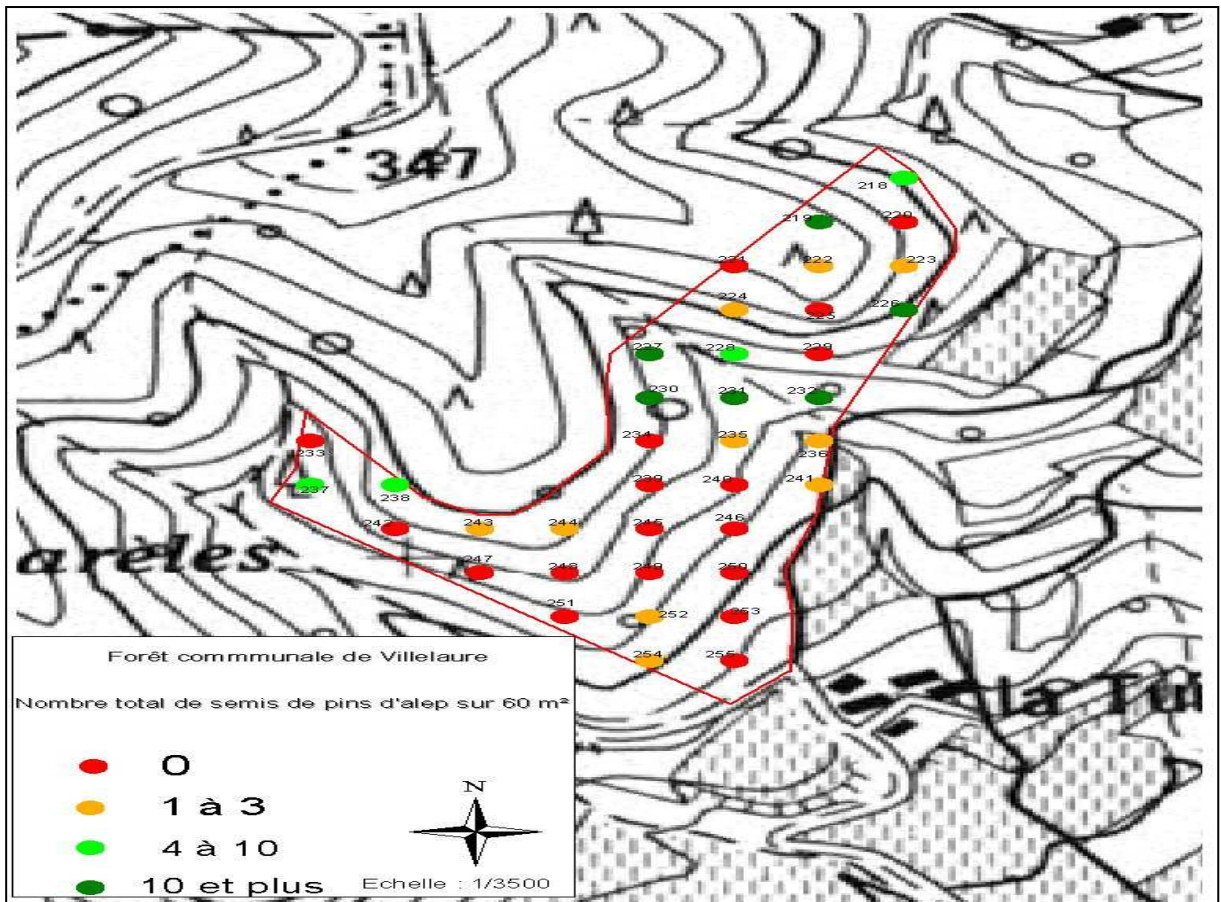 347
218
219 220
221 222 223
224 225 226
227 228 229
230 231 232
234 235 236
233
237 238 239 240 241
242 243 244 245 246
247 248 249 250
251 252 253
254 255
arèles
la Tui
Forêt commmunale de Villelaure
Nombre total de semis de pins d'alep sur 60 m²
0
1 à 3
4 à 10
10 et plus
N
Echelle : 1/3500